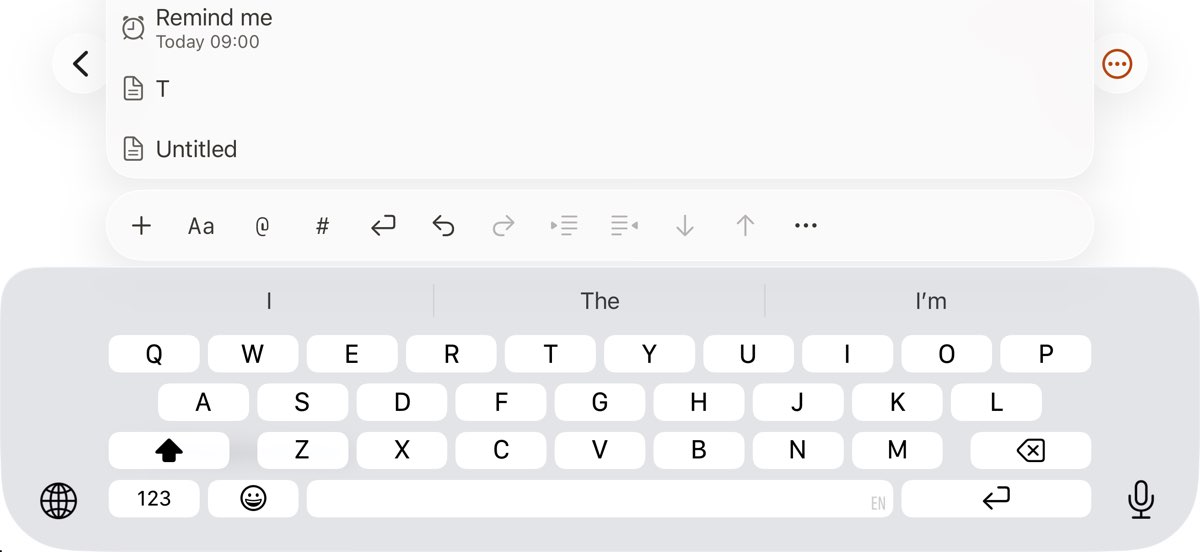 Remind me
Today 09:00
T
Untitled
Aa @ #
I The I'm
Q W E R T Y U I O P
A S D F G H J K L
Z X C V B N M
123 EN